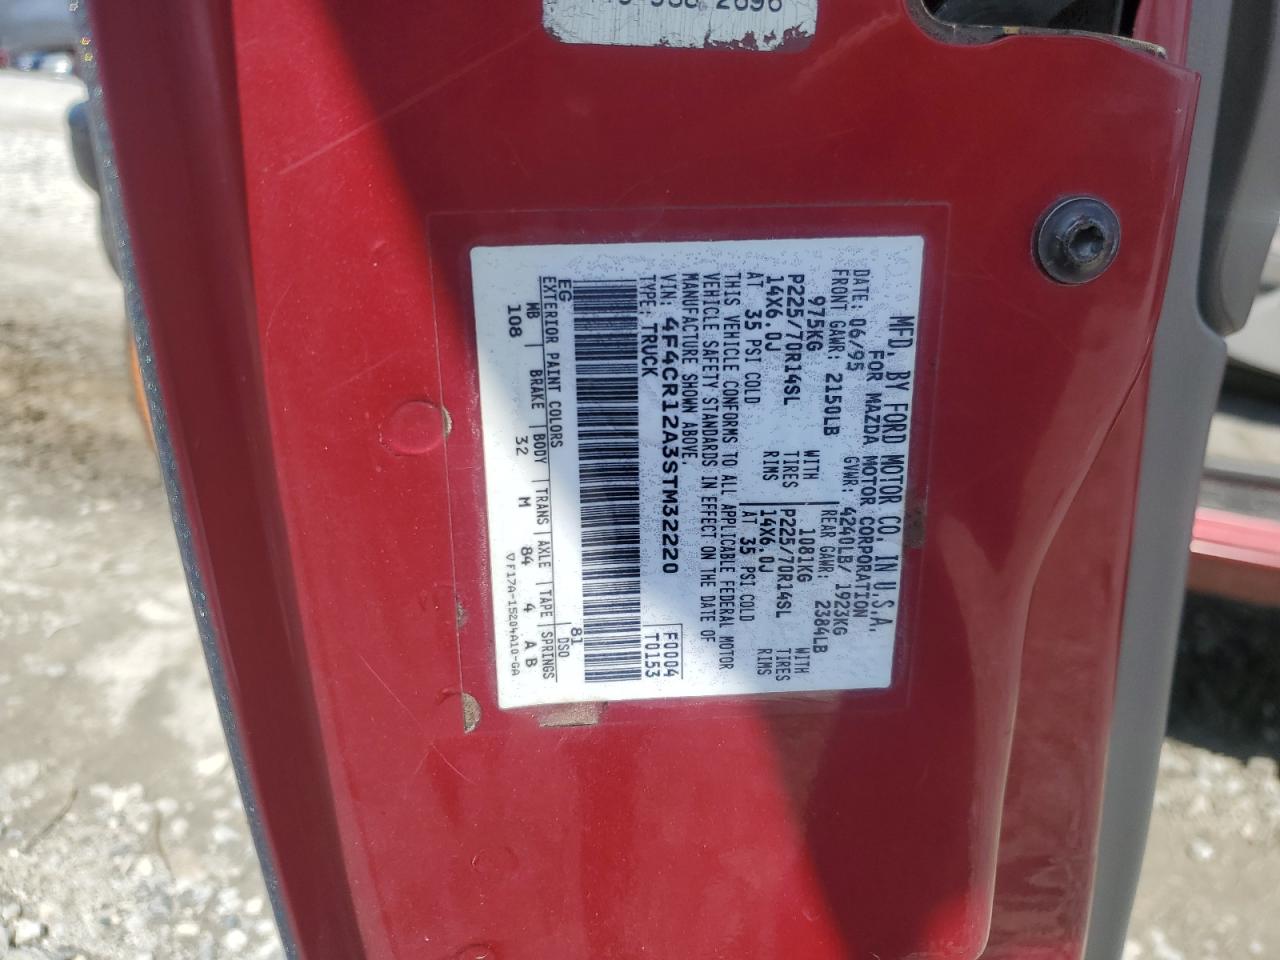 2696
MFD. BY FORD MOTOR CO. IN U.S.A.
FOR MAZDA MOTOR CORPORATION
DATE: 06/95 GVWR: 4240LB/ 1923KG
FRONT GAWR: 2150LB REAR GAWR: 2384LB
975KG WITH 1081KG WITH
P225/70R14SL TIRES P225/70R14SL TIRES
14X6.0J RIMS 14X6.0J RIMS
AT 35 PSI COLD AT 35 PSI COLD
THIS VEHICLE CONFORMS TO ALL APPLICABLE FEDERAL MOTOR
VEHICLE SAFETY STANDARDS IN EFFECT ON THE DATE OF
MANUFACTURE SHOWN ABOVE.
VIN: 4F4CR12A3STM32220 F0004
TYPE: TRUCK T0153
EG 81
EXTERIOR PAINT COLORS DSO
WB BRAKE BODY TRANS AXLE TAPE SPRINGS
108 32 M 84 4 A B
▽F17A-15204A10-GA